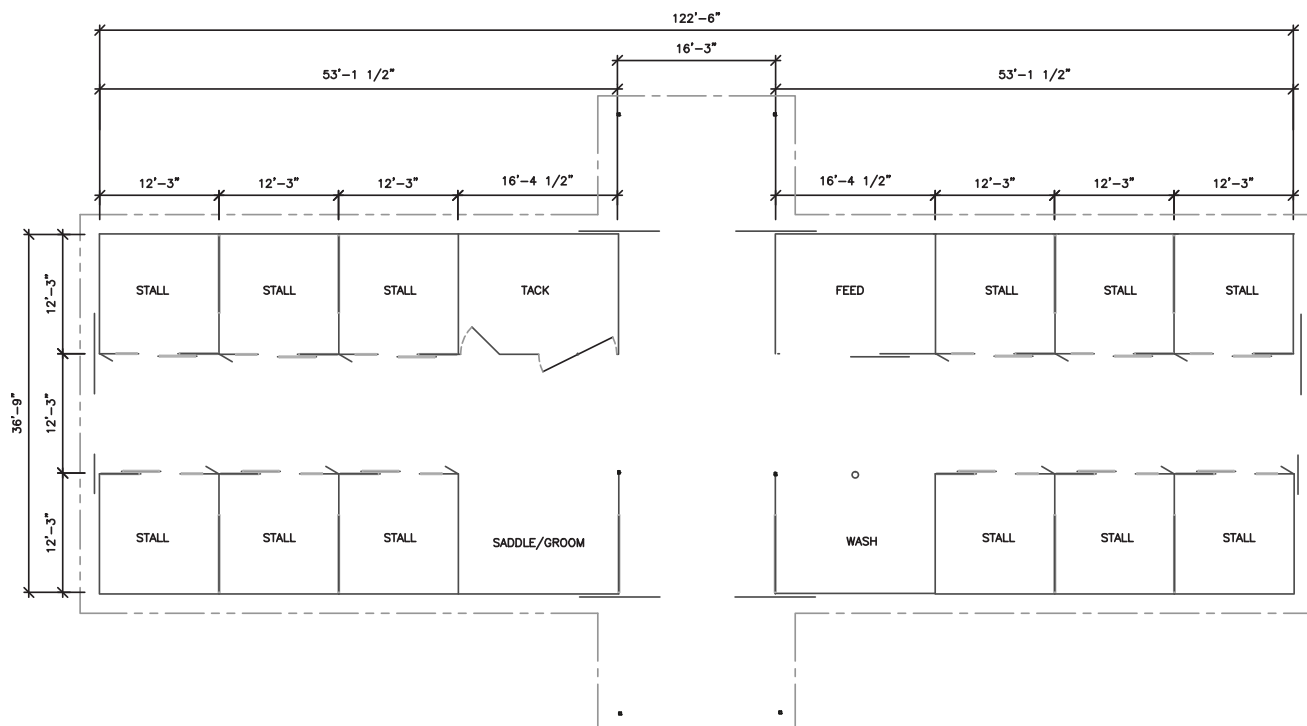 122'-6"
16'-3"
53'-1 1/2"
53'-1 1/2"
12'-3"
12'-3"
12'-3"
16'-4 1/2"
16'-4 1/2"
12'-3"
12'-3"
12'-3"
STALL
STALL
STALL
TACK
FEED
STALL
STALL
STALL
12'-3"
12'-3"
12'-3"
36'-9"
STALL
STALL
STALL
SADDLE/GROOM
WASH
STALL
STALL
STALL